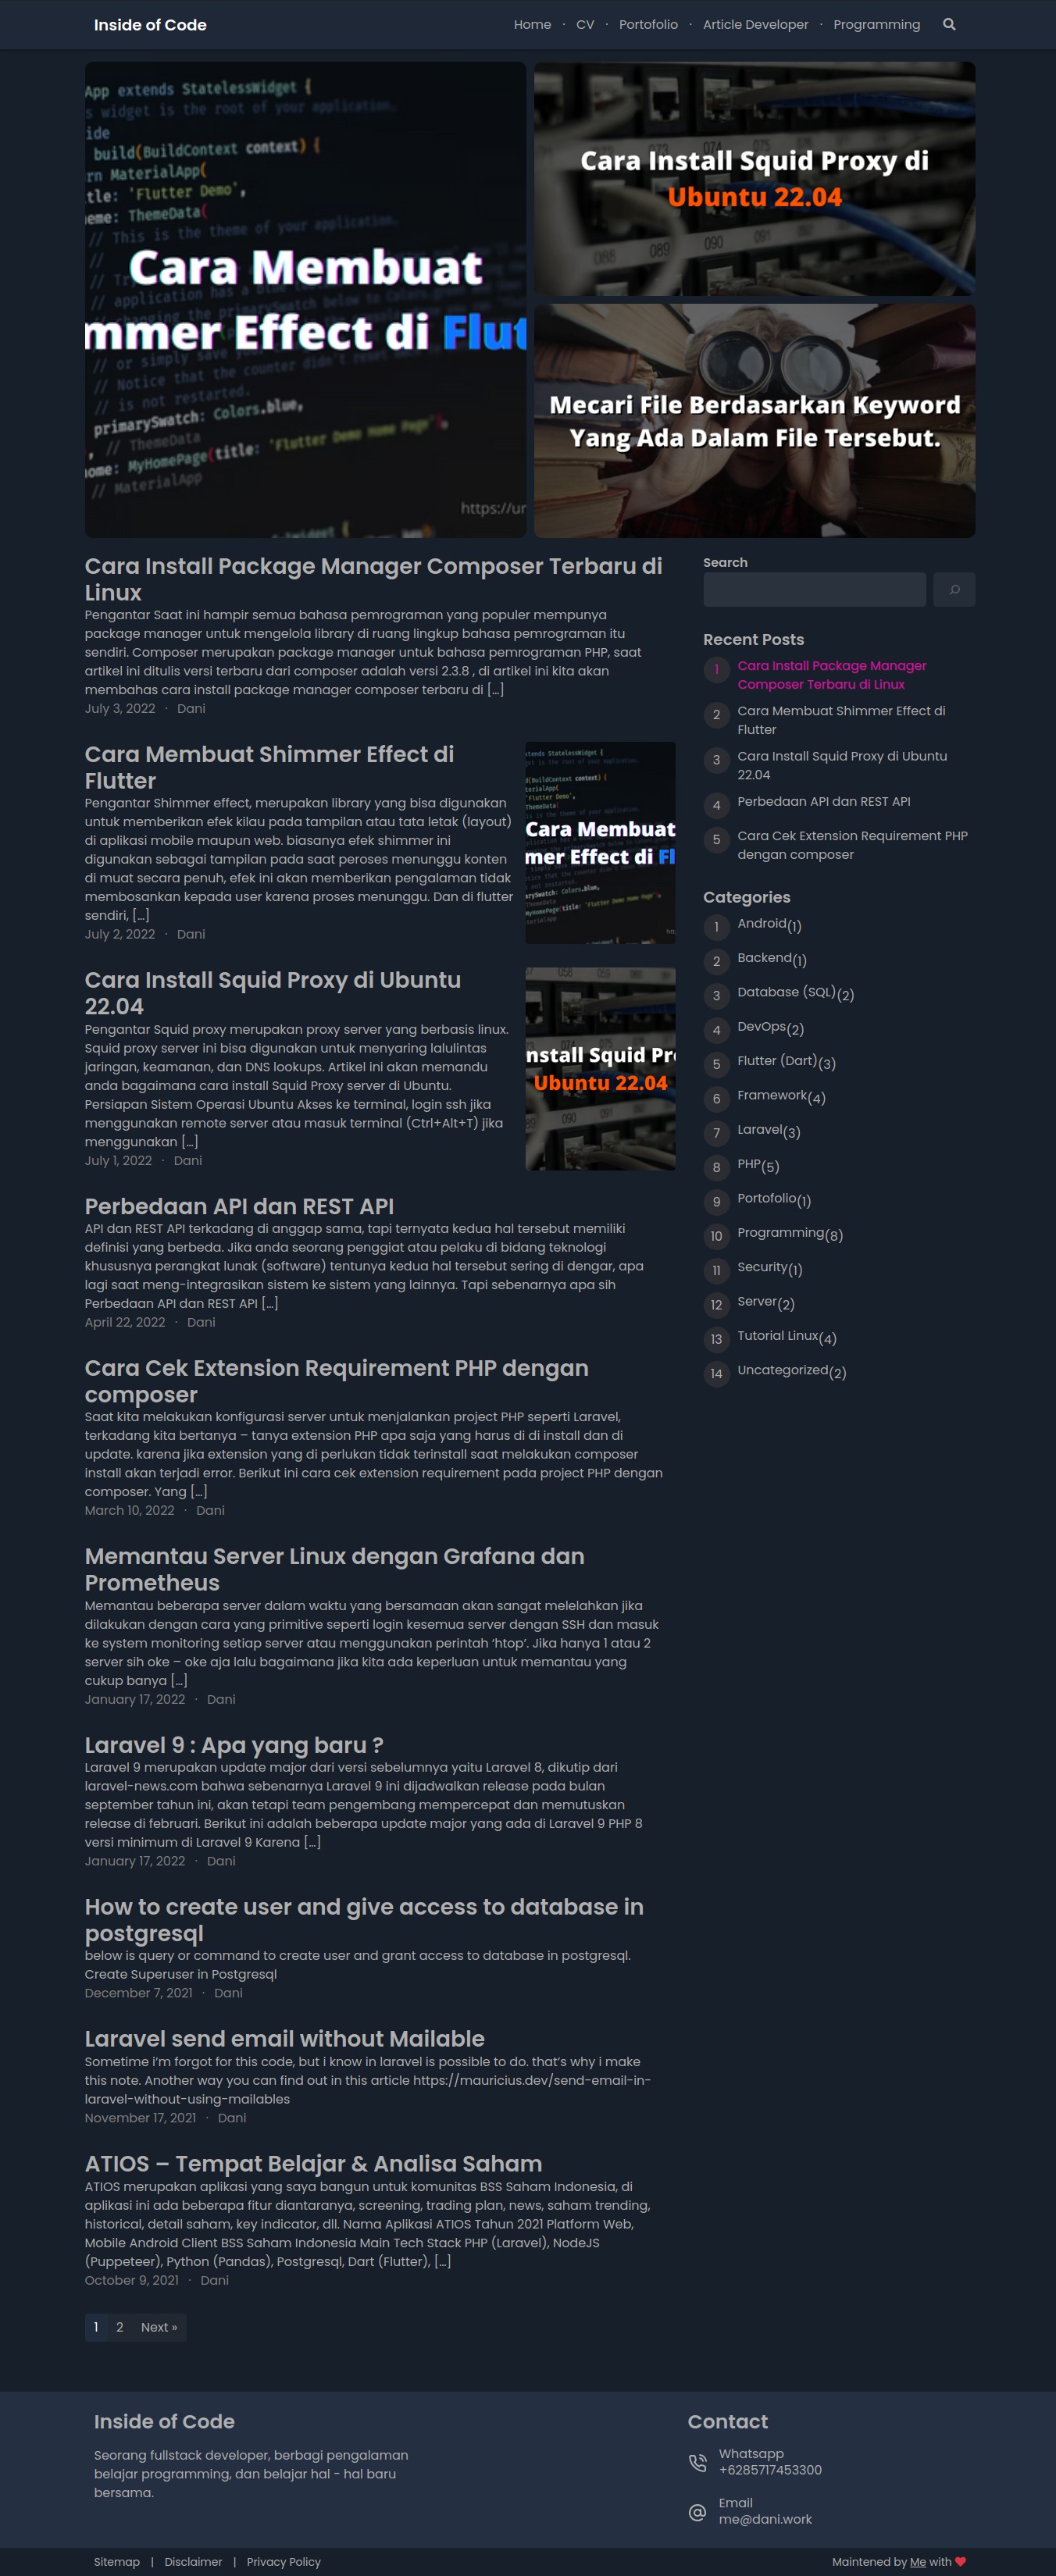 Inside of Code
Home · CV · Portofolio · Article Developer · Programming
App extends StatelessWidget {
s widget is the root of your application.
ide
build(BuildContext context) {
rn MaterialApp(
tle: 'Flutter Demo',
eme: ThemeData(
// This is the theme of your application.
//
// application has a
Cara Membuat
mmer Effect di Flut
// or simply save your
// Notice that the counter didn't reset
// is not restarted.
primarySwatch: Colors.blue,
, // ThemeData
ome: MyHomePage(title: 'Flutter Demo Home Page'),
// MaterialApp
https://ur
Cara Install Squid Proxy di
Ubuntu 22.04
073 074 075
088 089 090 091
Mecari File Berdasarkan Keyword
Yang Ada Dalam File Tersebut.
Cara Install Package Manager Composer Terbaru di
Linux
Pengantar Saat ini hampir semua bahasa pemrograman yang populer mempunya
package manager untuk mengelola library di ruang lingkup bahasa pemrograman itu
sendiri. Composer merupakan package manager untuk bahasa pemrograman PHP, saat
artikel ini ditulis versi terbaru dari composer adalah versi 2.3.8 , di artikel ini kita akan
membahas cara install package manager composer terbaru di [...]
July 3, 2022 · Dani
Cara Membuat Shimmer Effect di
Flutter
Pengantar Shimmer effect, merupakan library yang bisa digunakan
untuk memberikan efek kilau pada tampilan atau tata letak (layout)
di aplikasi mobile maupun web. biasanya efek shimmer ini
digunakan sebagai tampilan pada saat peroses menunggu konten
di muat secara penuh, efek ini akan memberikan pengalaman tidak
membosankan kepada user karena proses menunggu. Dan di flutter
sendiri, [...]
July 2, 2022 · Dani
Cara Membuat
mer Effect di Fl
Cara Install Squid Proxy di Ubuntu
22.04
Pengantar Squid proxy merupakan proxy server yang berbasis linux.
Squid proxy server ini bisa digunakan untuk menyaring lalulintas
jaringan, keamanan, dan DNS lookups. Artikel ini akan memandu
anda bagaimana cara install Squid Proxy server di Ubuntu.
Persiapan Sistem Operasi Ubuntu Akses ke terminal, login ssh jika
menggunakan remote server atau masuk terminal (Ctrl+Alt+T) jika
menggunakan [...]
July 1, 2022 · Dani
nstall Squid Pro
Ubuntu 22.04
Perbedaan API dan REST API
API dan REST API terkadang di anggap sama, tapi ternyata kedua hal tersebut memiliki
definisi yang berbeda. Jika anda seorang penggiat atau pelaku di bidang teknologi
khususnya perangkat lunak (software) tentunya kedua hal tersebut sering di dengar, apa
lagi saat meng-integrasikan sistem ke sistem yang lainnya. Tapi sebenarnya apa sih
Perbedaan API dan REST API [...]
April 22, 2022 · Dani
Cara Cek Extension Requirement PHP dengan
composer
Saat kita melakukan konfigurasi server untuk menjalankan project PHP seperti Laravel,
terkadang kita bertanya – tanya extension PHP apa saja yang harus di di install dan di
update. karena jika extension yang di perlukan tidak terinstall saat melakukan composer
install akan terjadi error. Berikut ini cara cek extension requirement pada project PHP dengan
composer. Yang [...]
March 10, 2022 · Dani
Memantau Server Linux dengan Grafana dan
Prometheus
Memantau beberapa server dalam waktu yang bersamaan akan sangat melelahkan jika
dilakukan dengan cara yang primitive seperti login kesemua server dengan SSH dan masuk
ke system monitoring setiap server atau menggunakan perintah ‘htop’. Jika hanya 1 atau 2
server sih oke – oke aja lalu bagaimana jika kita ada keperluan untuk memantau yang
cukup banya [...]
January 17, 2022 · Dani
Laravel 9 : Apa yang baru ?
Laravel 9 merupakan update major dari versi sebelumnya yaitu Laravel 8, dikutip dari
laravel-news.com bahwa sebenarnya Laravel 9 ini dijadwalkan release pada bulan
september tahun ini, akan tetapi team pengembang mempercepat dan memutuskan
release di februari. Berikut ini adalah beberapa update major yang ada di Laravel 9 PHP 8
versi minimum di Laravel 9 Karena [...]
January 17, 2022 · Dani
How to create user and give access to database in
postgresql
below is query or command to create user and grant access to database in postgresql.
Create Superuser in Postgresql
December 7, 2021 · Dani
Laravel send email without Mailable
Sometime i’m forgot for this code, but i know in laravel is possible to do. that’s why i make
this note. Another way you can find out in this article https://mauricius.dev/send-email-in-
laravel-without-using-mailables
November 17, 2021 · Dani
ATIOS – Tempat Belajar & Analisa Saham
ATIOS merupakan aplikasi yang saya bangun untuk komunitas BSS Saham Indonesia, di
aplikasi ini ada beberapa fitur diantaranya, screening, trading plan, news, saham trending,
historical, detail saham, key indicator, dll. Nama Aplikasi ATIOS Tahun 2021 Platform Web,
Mobile Android Client BSS Saham Indonesia Main Tech Stack PHP (Laravel), NodeJS
(Puppeteer), Python (Pandas), Postgresql, Dart (Flutter), [...]
October 9, 2021 · Dani
1 2 Next »
Search
Recent Posts
1 Cara Install Package Manager
Composer Terbaru di Linux
2 Cara Membuat Shimmer Effect di
Flutter
3 Cara Install Squid Proxy di Ubuntu
22.04
4 Perbedaan API dan REST API
5 Cara Cek Extension Requirement PHP
dengan composer
Categories
1 Android(1)
2 Backend(1)
3 Database (SQL)(2)
4 DevOps(2)
5 Flutter (Dart)(3)
6 Framework(4)
7 Laravel(3)
8 PHP(5)
9 Portofolio(1)
10 Programming(8)
11 Security(1)
12 Server(2)
13 Tutorial Linux(4)
14 Uncategorized(2)
Inside of Code
Seorang fullstack developer, berbagi pengalaman
belajar programming, dan belajar hal - hal baru
bersama.
Contact
Whatsapp
+6285717453300
Email
me@dani.work
Sitemap | Disclaimer | Privacy Policy
Maintened by Me with ❤